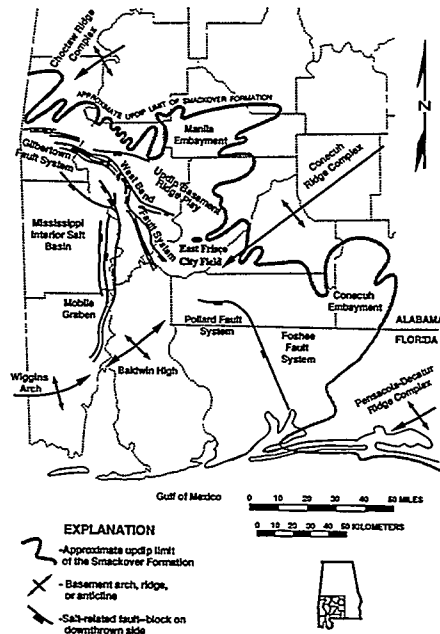 Choctaw Ridge
Complex
APPROXIMATE UPDIP LIMIT OF SMACKOVER FORMATION
N
Manila
Embayment
Conecuh
Ridge Complex
Gilbertown
Fault System
West Bend
Fault System
Updip Basement
Ridge Play
Mississippi
Interior Salt
Basin
East Frisco
City Field
Conecuh
Embayment
Mobile
Graben
Pollard Fault
System
Foshee
Fault
System
ALABAMA
FLORIDA
Wiggins
Arch
Baldwin High
Pensacola-Decatur
Ridge Complex
Gulf of Mexico
0 10 20 30 40 50 MILES
0 10 20 30 40 50 KILOMETERS
EXPLANATION
-Approximate updip limit
of the Smackover Formation
-Basement arch, ridge,
or anticline
-Salt-related fault-block on
downthrown side